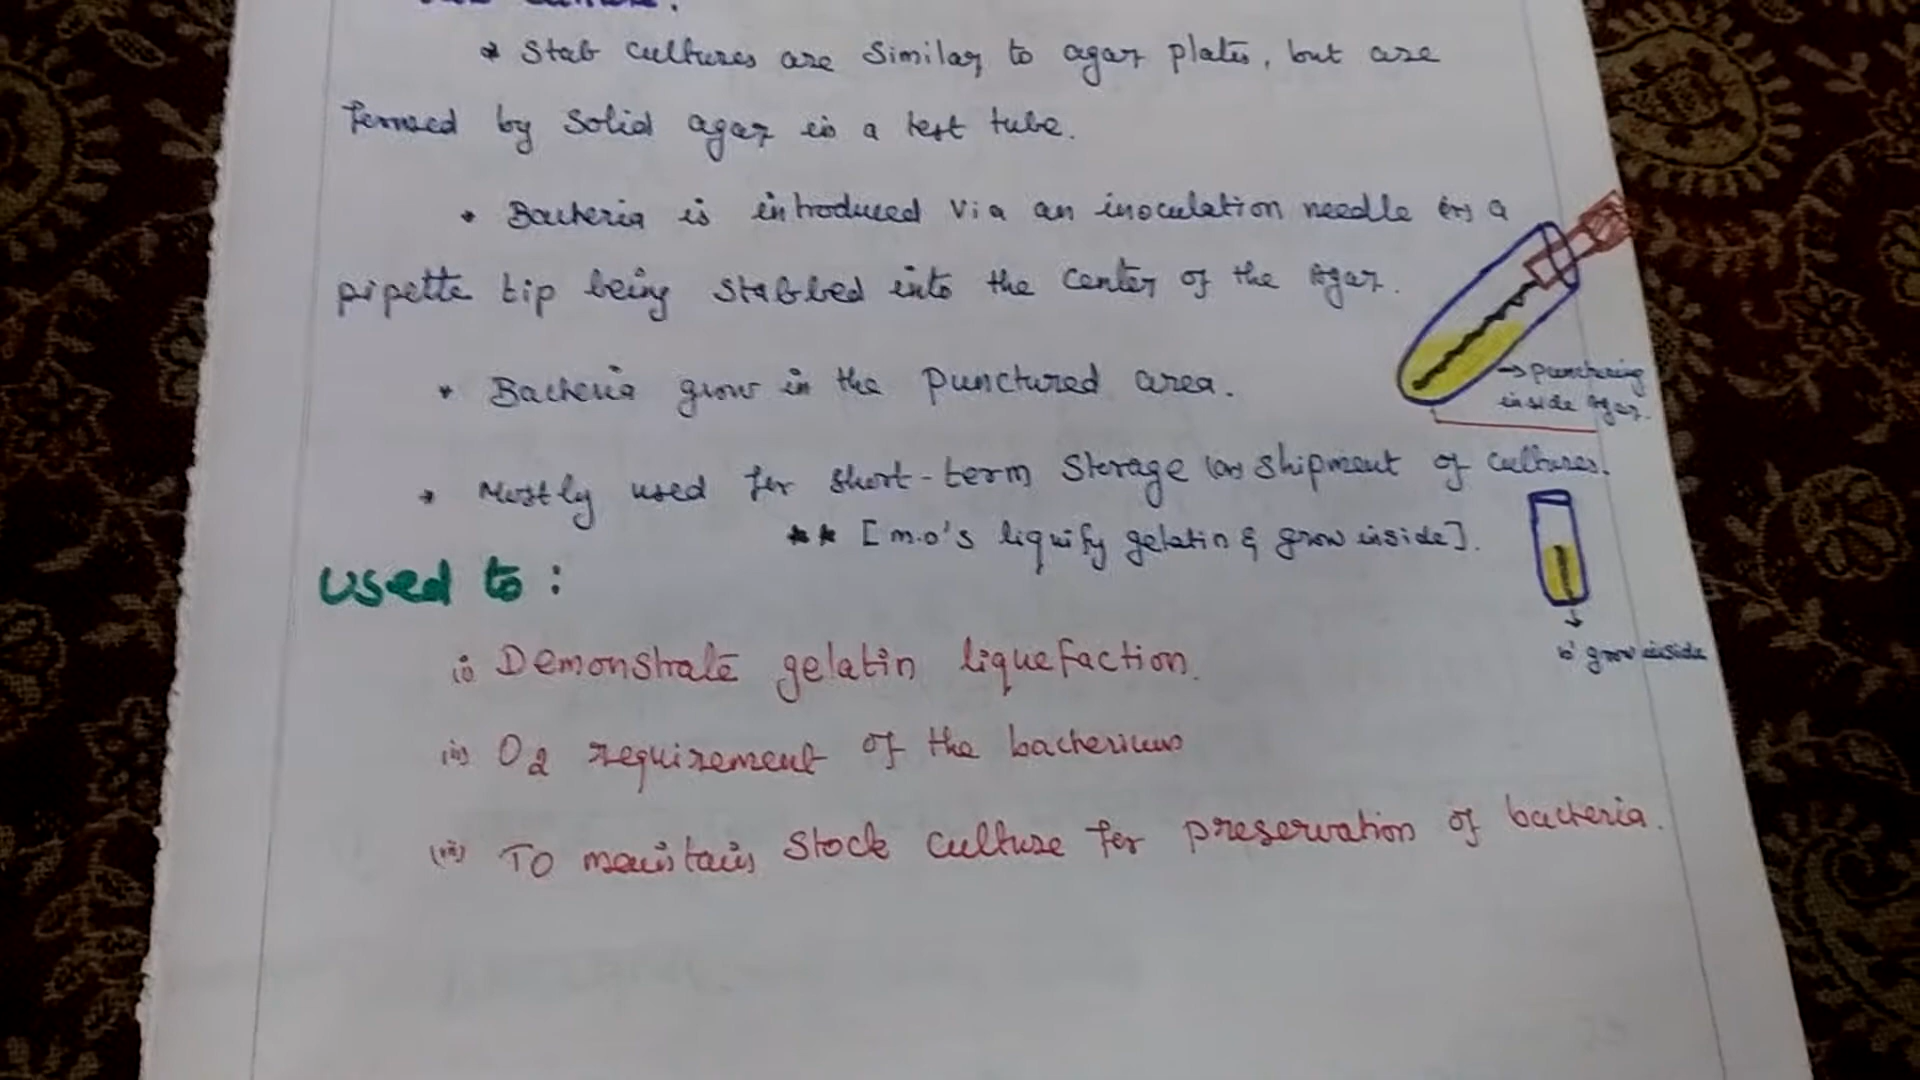 * Stab cultures are similar to agar plates, but are
formed by solid agar in a test tube.
* Bacteria is introduced via an inoculation needle (or) a
pipette tip being stabbed into the center of the Agar.
* Bacteria grow in the punctured area.
→ puncturing
inside Agar.
* Mostly used for short-term storage (or) shipment of cultures.
** [m.o's liquify gelatin & grow inside].
used to :
i) Demonstrate gelatin liquefaction.
ii) O2 requirement of the bacterium
(iii) To maintain stock culture for preservation of bacteria.
grow inside